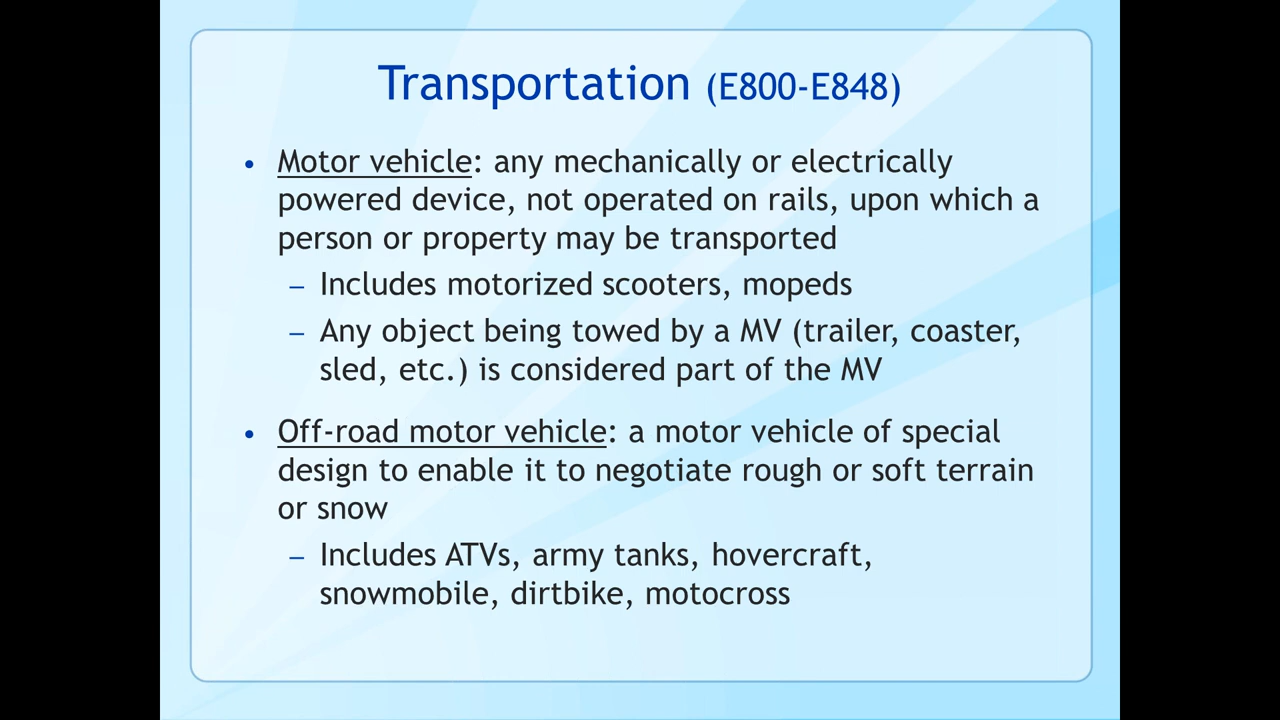 Transportation (E800-E848)
• Motor vehicle: any mechanically or electrically
powered device, not operated on rails, upon which a
person or property may be transported
– Includes motorized scooters, mopeds
– Any object being towed by a MV (trailer, coaster,
sled, etc.) is considered part of the MV
• Off-road motor vehicle: a motor vehicle of special
design to enable it to negotiate rough or soft terrain
or snow
– Includes ATVs, army tanks, hovercraft,
snowmobile, dirtbike, motocross